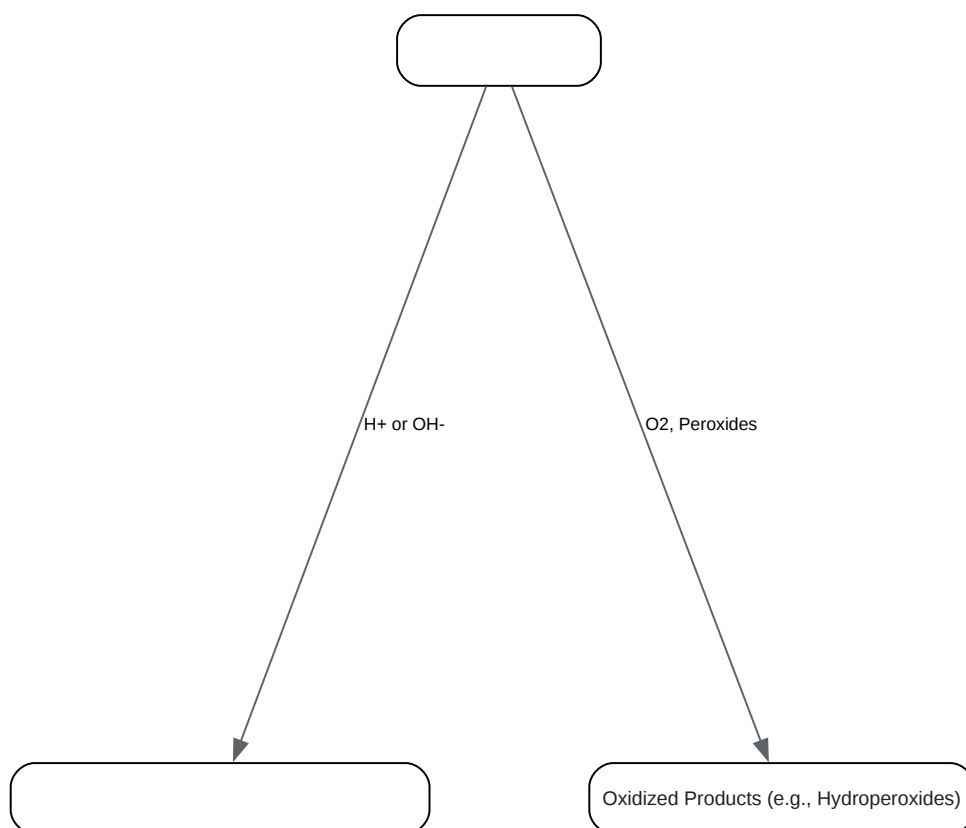 H+ or OH-
O2, Peroxides
Oxidized Products (e.g., Hydroperoxides)